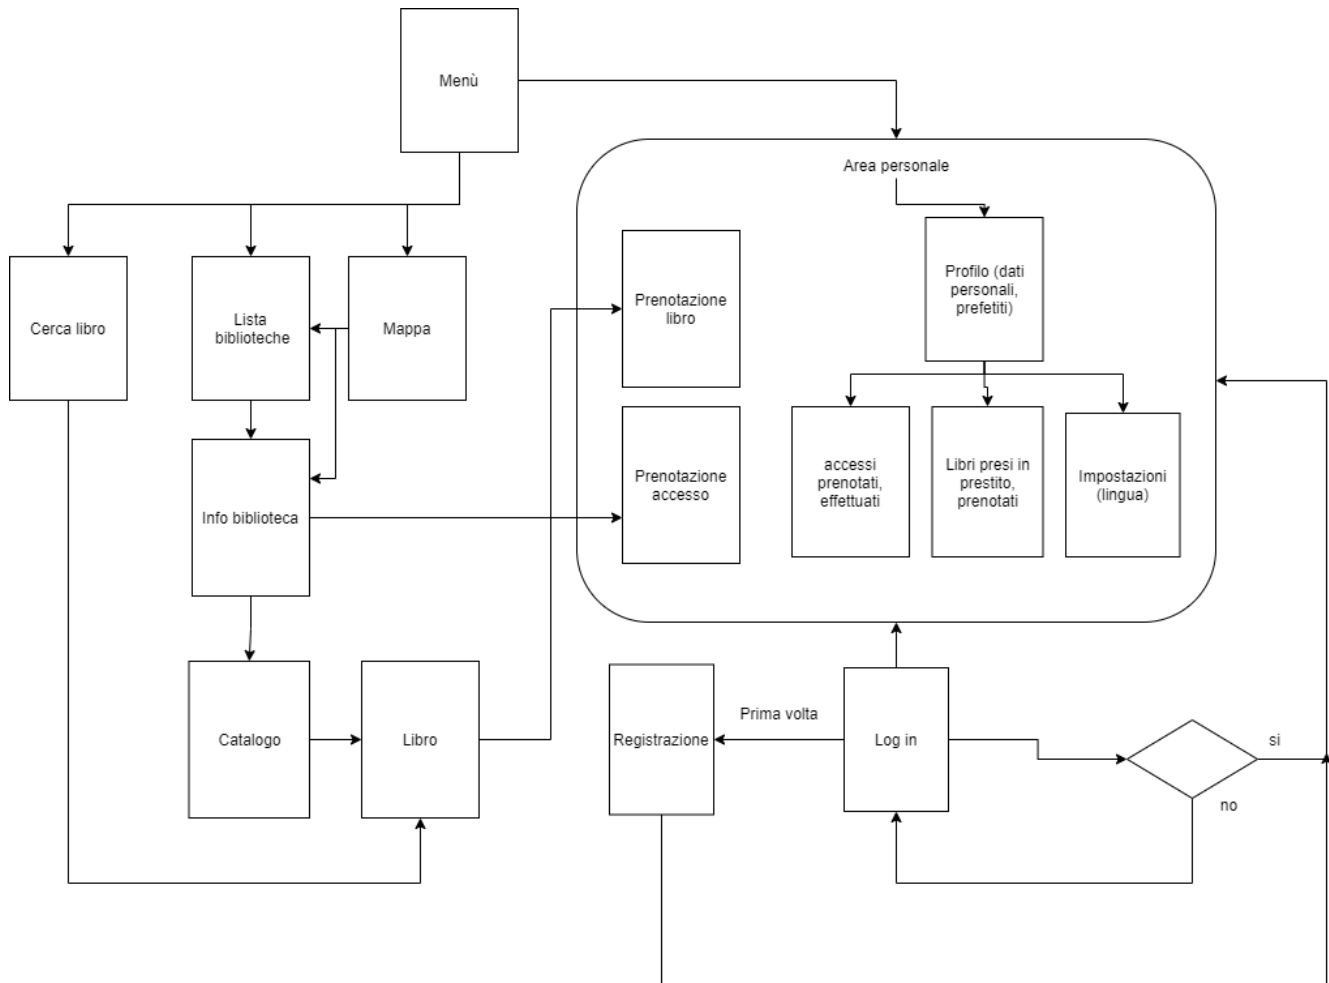 Menù
Area personale
Cerca libro
Lista
biblioteche
Mappa
Prenotazione
libro
Profilo (dati
personali,
prefetiti)
Info biblioteca
Prenotazione
accesso
accessi
prenotati,
effettuati
Libri presi in
prestito,
prenotati
Impostazioni
(lingua)
Catalogo
Libro
Registrazione
Prima volta
Log in
si
no